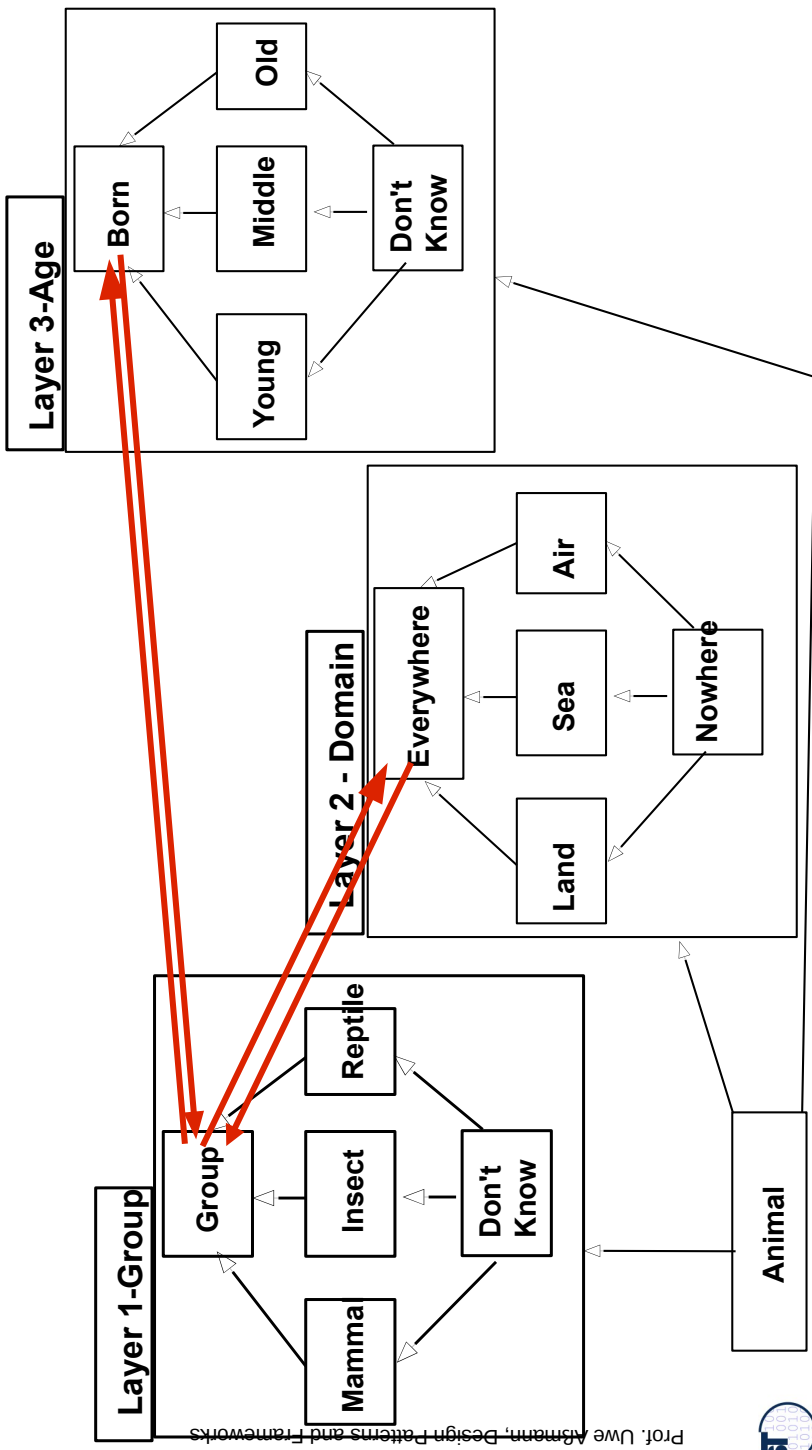 Layer 1-Group
Group
Mammal
Insect
Reptile
Don't
Know
Layer 2 - Domain
Everywhere
Land
Sea
Air
Nowhere
Layer 3-Age
Born
Young
Middle
Old
Don't
Know
Animal
Prof. Uwe Aßmann, Design Patterns and Frameworks
ST